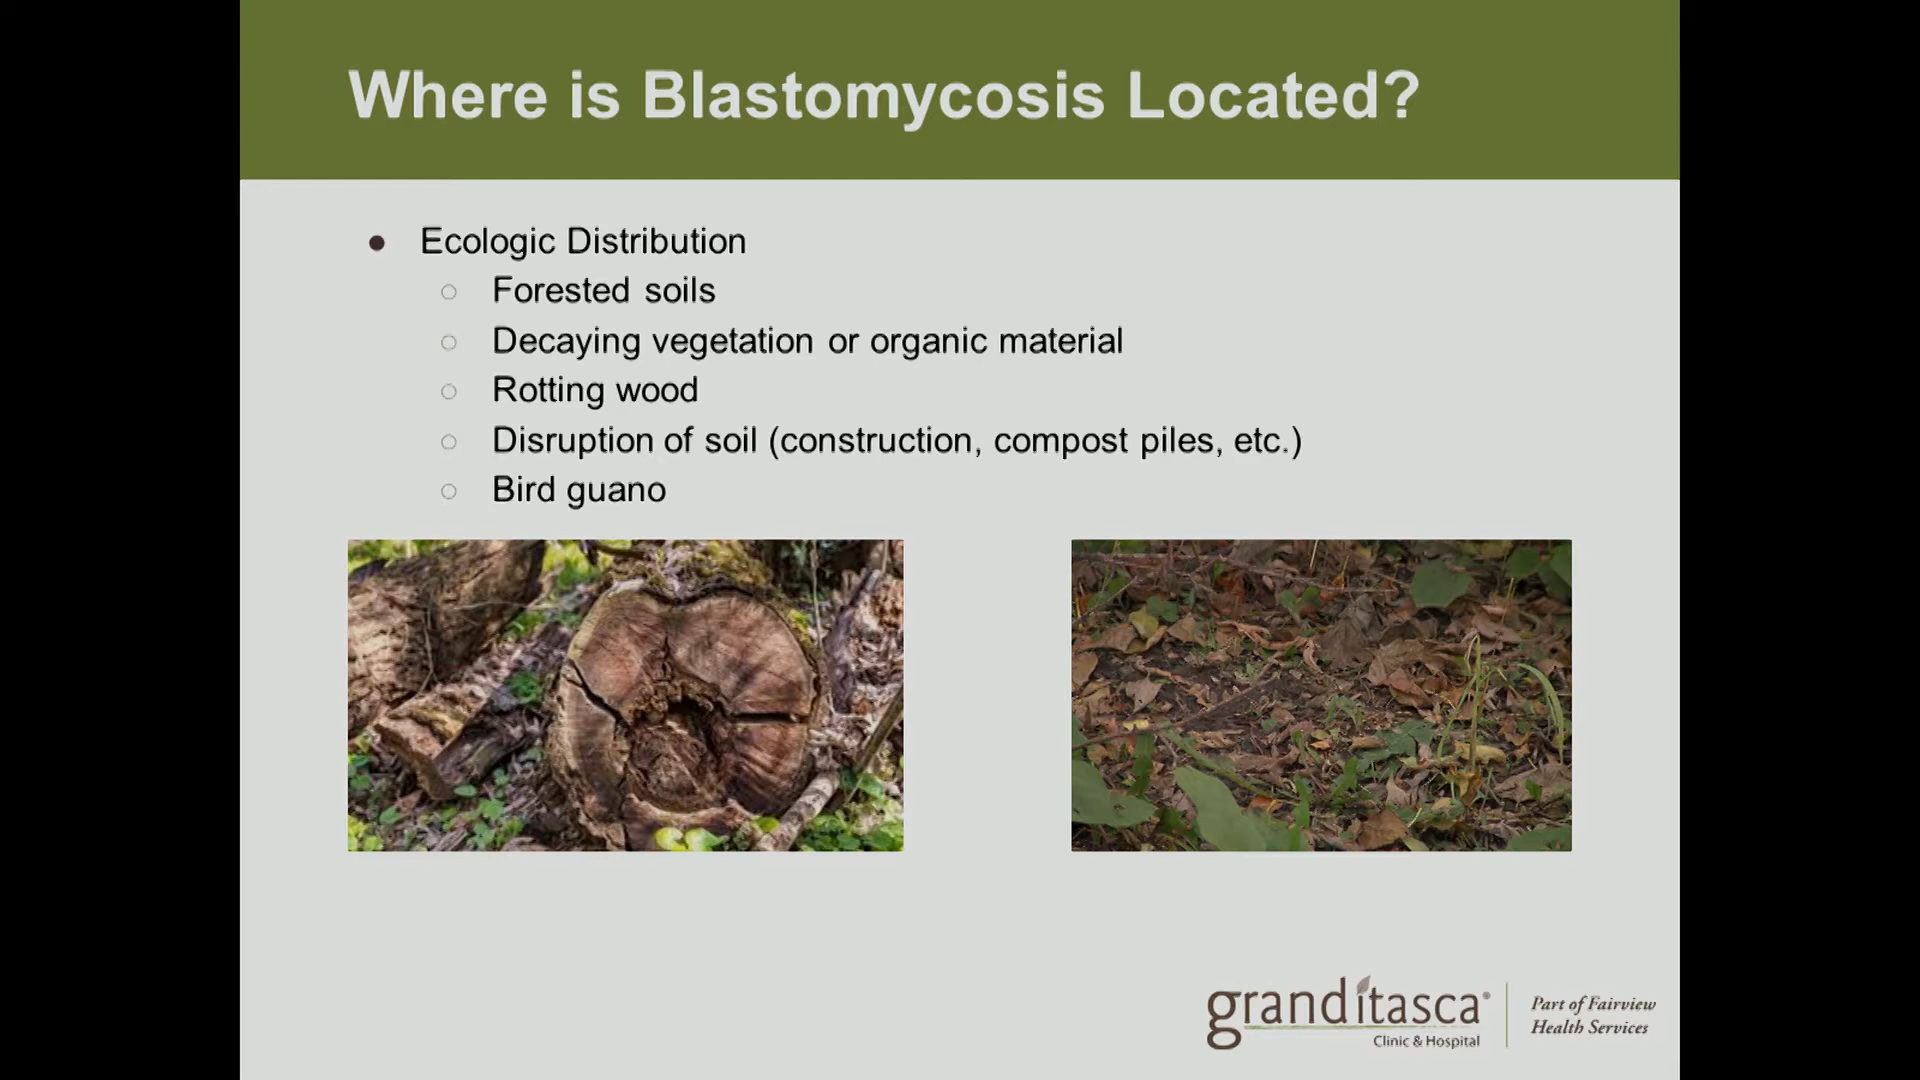 Where is Blastomycosis Located?
● Ecologic Distribution
○ Forested soils
○ Decaying vegetation or organic material
○ Rotting wood
○ Disruption of soil (construction, compost piles, etc.)
○ Bird guano
granditasca®
Clinic & Hospital
Part of Fairview
Health Services